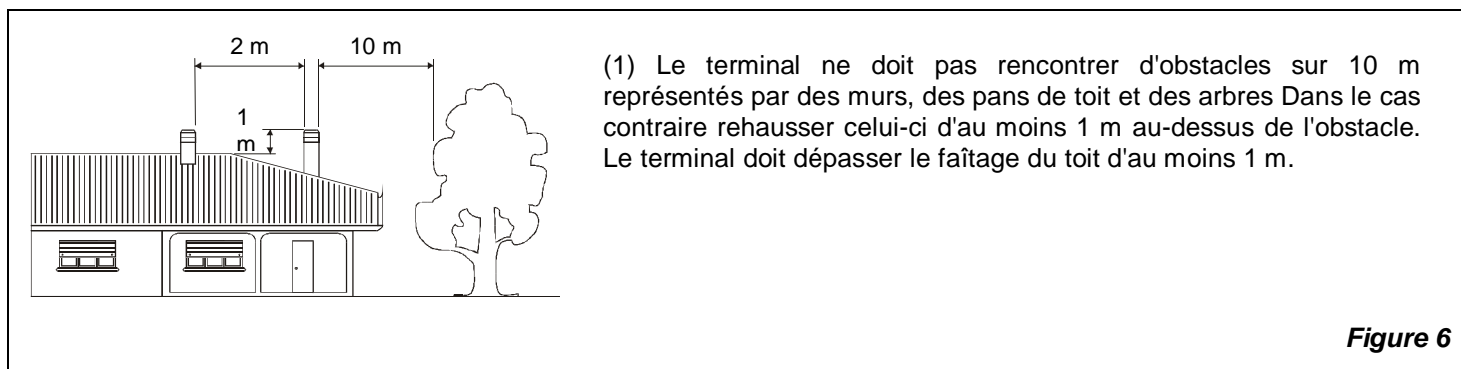 2 m
10 m
1
m
(1) Le terminal ne doit pas rencontrer d'obstacles sur 10 m
représentés par des murs, des pans de toit et des arbres Dans le cas
contraire rehausser celui-ci d'au moins 1 m au-dessus de l'obstacle.
Le terminal doit dépasser le faîtage du toit d'au moins 1 m.
Figure 6